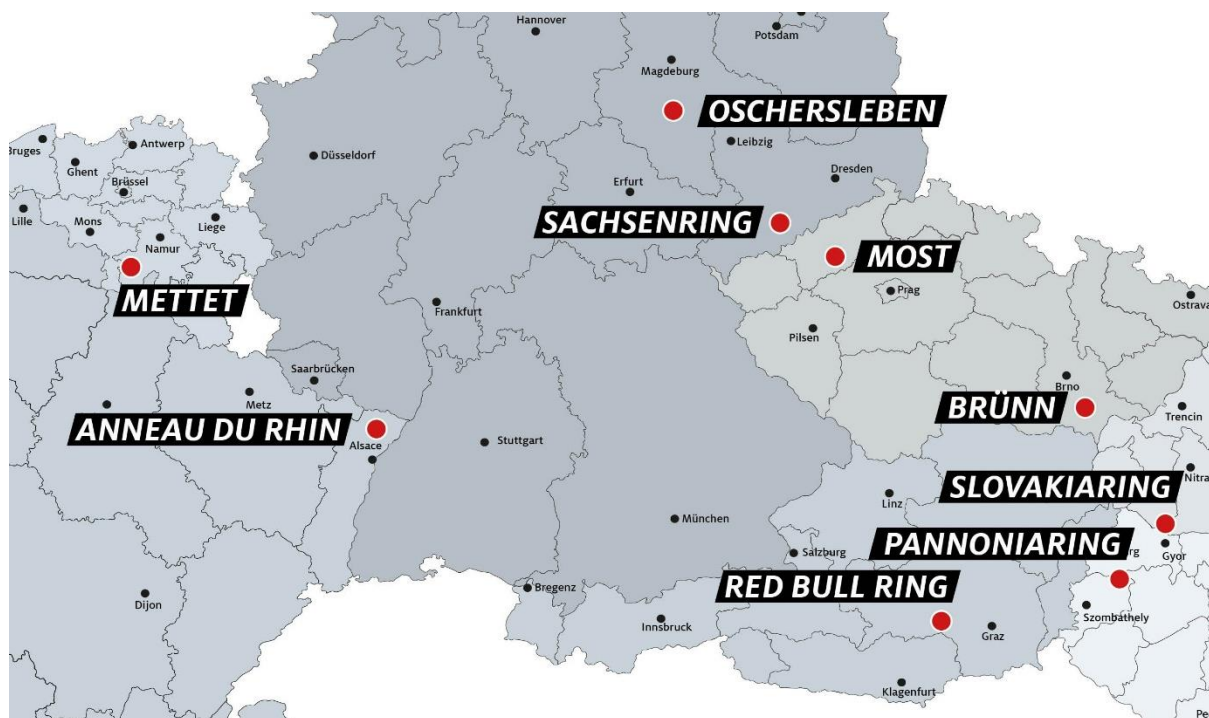 Hannover
Potsdam
Magdeburg
OSCHERSLEBEN
Bruges
Antwerp
Ghent
Düsseldorf
Leibzig
Brüssel
Erfurt
Dresden
Lille
Mons
Liege
SACHSENRING
Namur
MOST
METTET
Prag
Frankfurt
Ostrava
Pilsen
Saarbrücken
Brno
Metz
BRÜNN
Trencin
ANNEAU DU RHIN
Alsace
Stuttgart
SLOVAKIARING
Nitra
Linz
München
PANNONIARING
Salzburg
Gyor
RED BULL RING
Bregenz
Dijon
Szombathely
Innsbruck
Graz
Klagenfurt